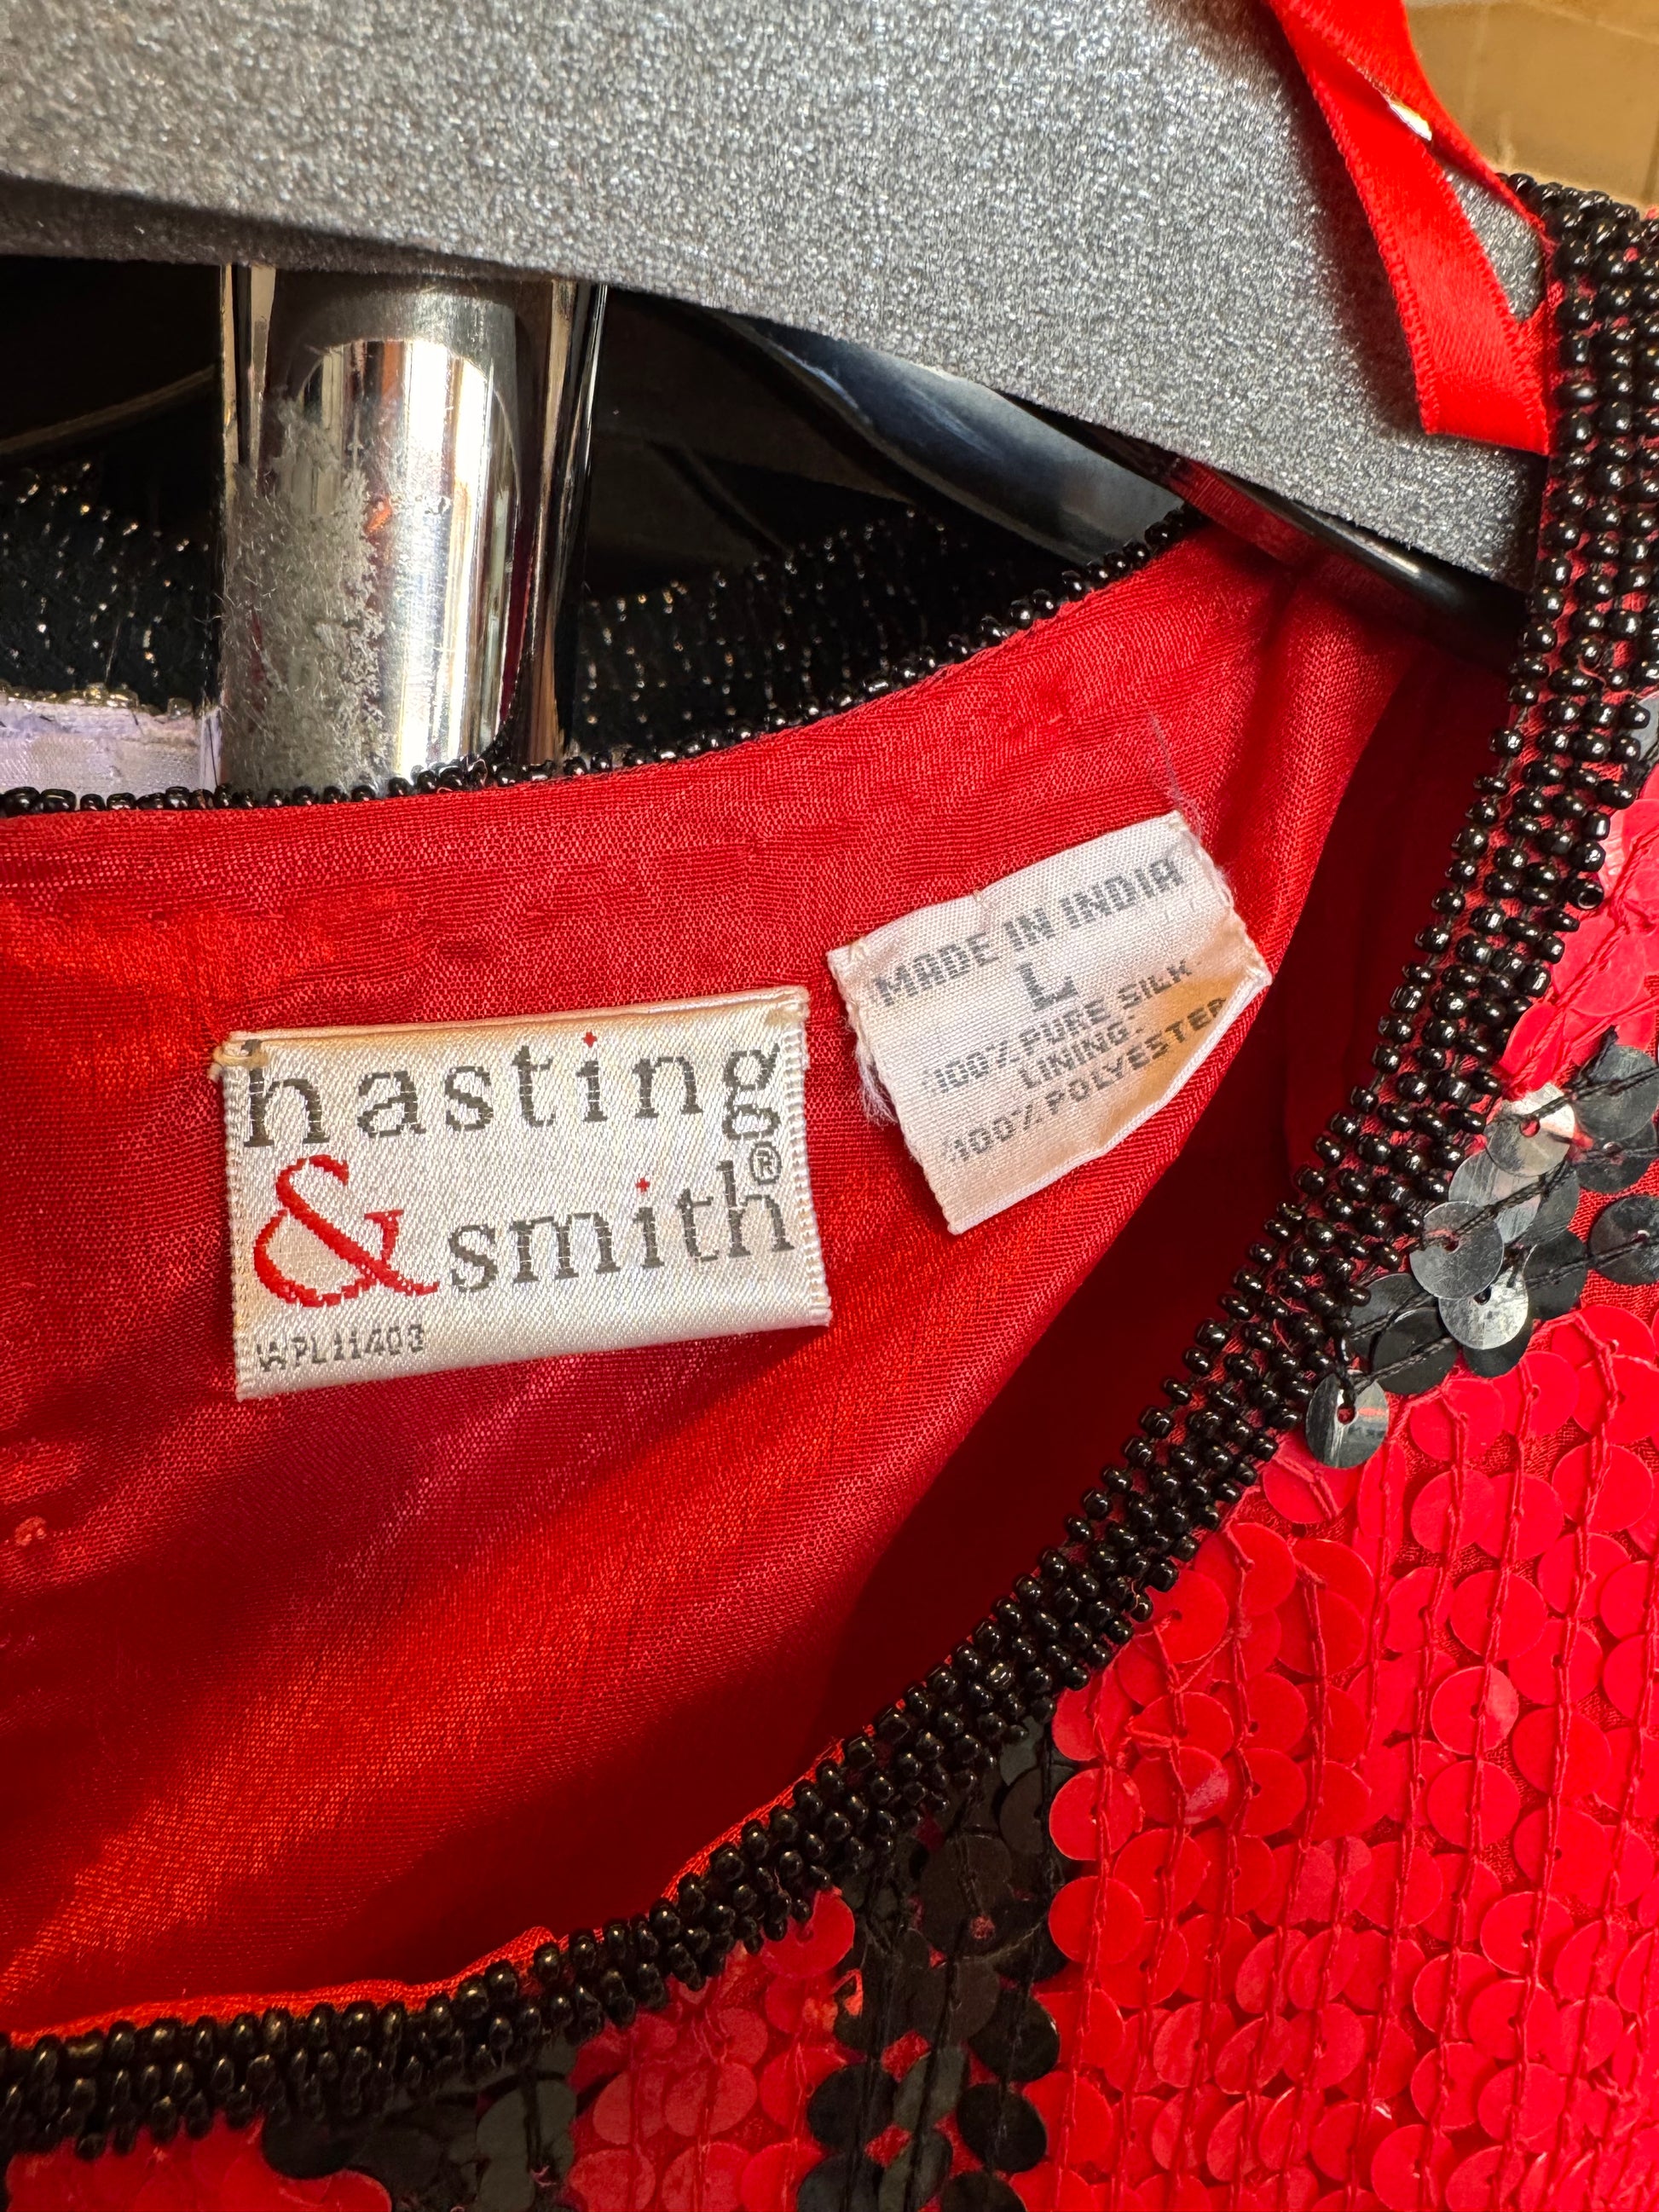 hasting
& smith®
WPL11403
MADE IN INDIA
L
100% PURE SILK
LINING:
100% POLYESTER